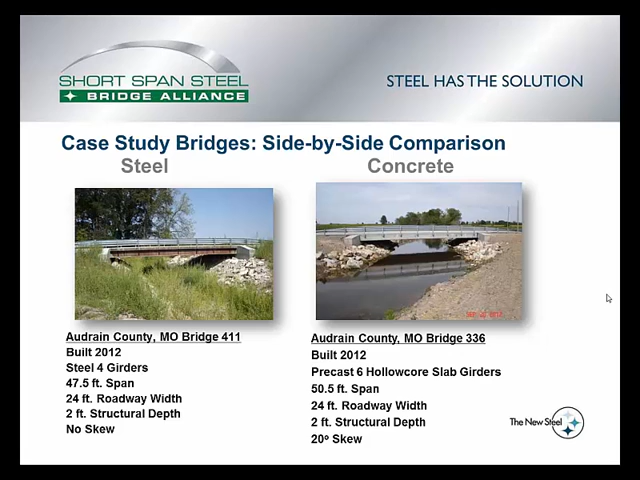 SHORT SPAN STEEL
BRIDGE ALLIANCE
STEEL HAS THE SOLUTION
Case Study Bridges: Side-by-Side Comparison
Steel
Concrete
Audrain County, MO Bridge 411
Built 2012
Steel 4 Girders
47.5 ft. Span
24 ft. Roadway Width
2 ft. Structural Depth
No Skew
Audrain County, MO Bridge 336
Built 2012
Precast 6 Hollowcore Slab Girders
50.5 ft. Span
24 ft. Roadway Width
2 ft. Structural Depth
20º Skew
The New Steel